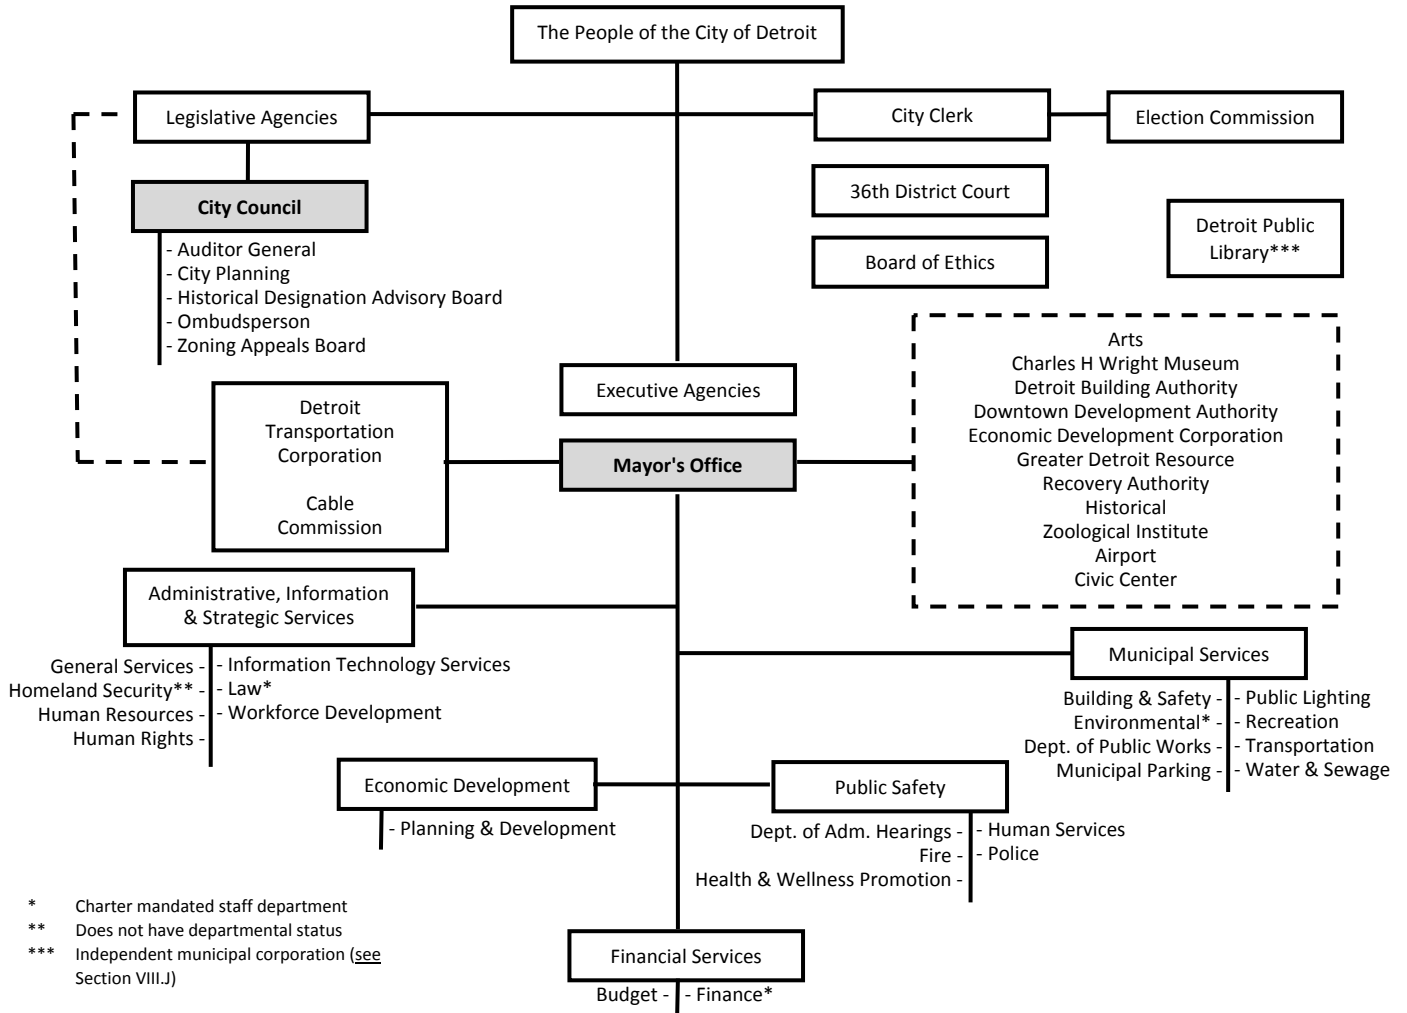 The People of the City of Detroit
Legislative Agencies
City Clerk
Election Commission
City Council
- Auditor General
- City Planning
- Historical Designation Advisory Board
- Ombudsperson
- Zoning Appeals Board
36th District Court
Board of Ethics
Detroit Public
Library***
Executive Agencies
Detroit
Transportation
Corporation
Cable
Commission
Mayor's Office
Arts
Charles H Wright Museum
Detroit Building Authority
Downtown Development Authority
Economic Development Corporation
Greater Detroit Resource
Recovery Authority
Historical
Zoological Institute
Airport
Civic Center
Administrative, Information
& Strategic Services
General Services -
Homeland Security** -
Human Resources -
Human Rights -
- Information Technology Services
- Law*
- Workforce Development
Municipal Services
Building & Safety -
Environmental* -
Dept. of Public Works -
Municipal Parking -
- Public Lighting
- Recreation
- Transportation
- Water & Sewage
Economic Development
- Planning & Development
Public Safety
Dept. of Adm. Hearings -
Fire -
Health & Wellness Promotion -
- Human Services
- Police
Financial Services
Budget -
- Finance*
* Charter mandated staff department
** Does not have departmental status
*** Independent municipal corporation (see
Section VIII.J)